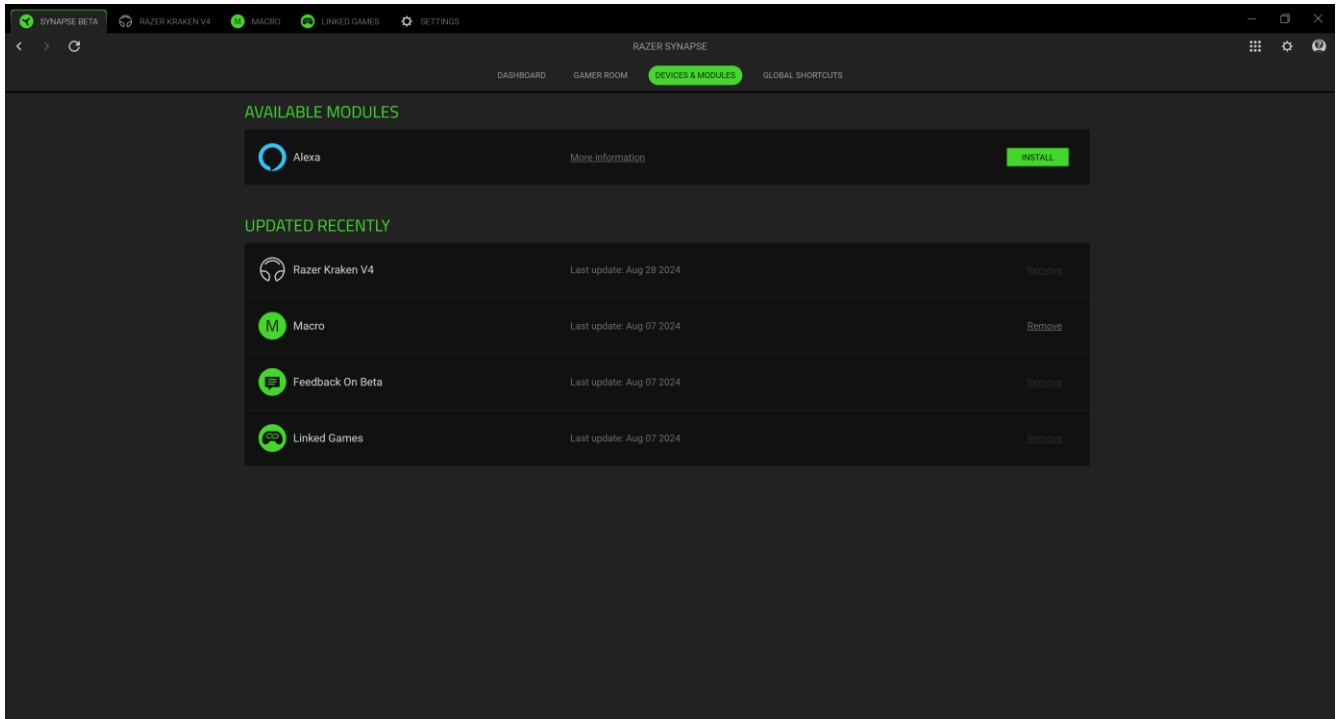 SYNAPSE BETA RAZER KRAKEN V4 M MACRO LINKED GAMES SETTINGS
RAZER SYNAPSE
DASHBOARD GAMER ROOM DEVICES & MODULES GLOBAL SHORTCUTS
AVAILABLE MODULES
Alexa More information INSTALL
UPDATED RECENTLY
Razer Kraken V4 Last update: Aug 28 2024 Remove
M Macro Last update: Aug 07 2024 Remove
Feedback On Beta Last update: Aug 07 2024 Remove
Linked Games Last update: Aug 07 2024 Remove